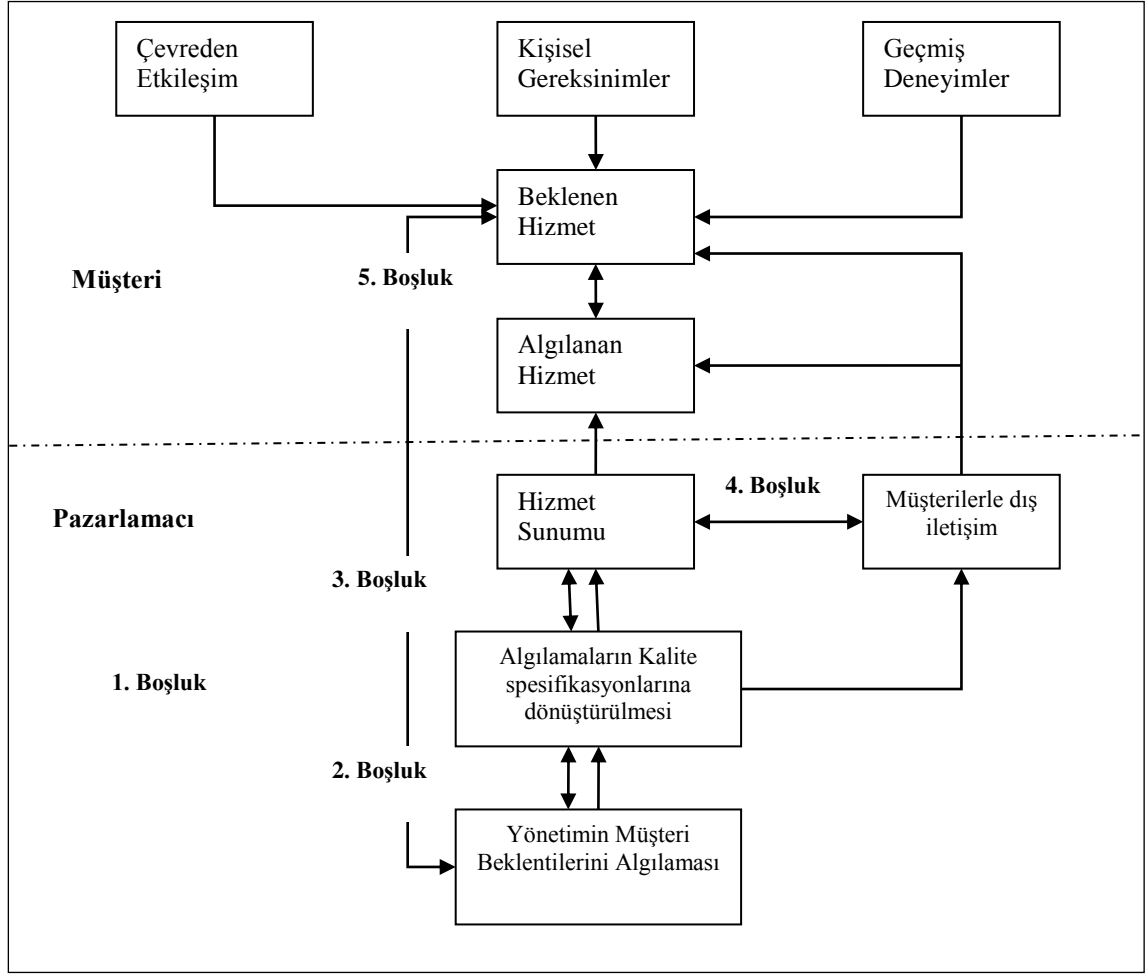 Çevreden
Etkileşim
Kişisel
Gereksinimler
Geçmiş
Deneyimler
Beklenen
Hizmet
Müşteri
5. Boşluk
Algılanan
Hizmet
Pazarlamacı
Hizmet
Sunumu
4. Boşluk
Müşterilerle dış
iletişim
3. Boşluk
1. Boşluk
Algılamaların Kalite
spesifikasyonlarına
dönüştürülmesi
2. Boşluk
Yönetimin Müşteri
Beklentilerini Algılaması